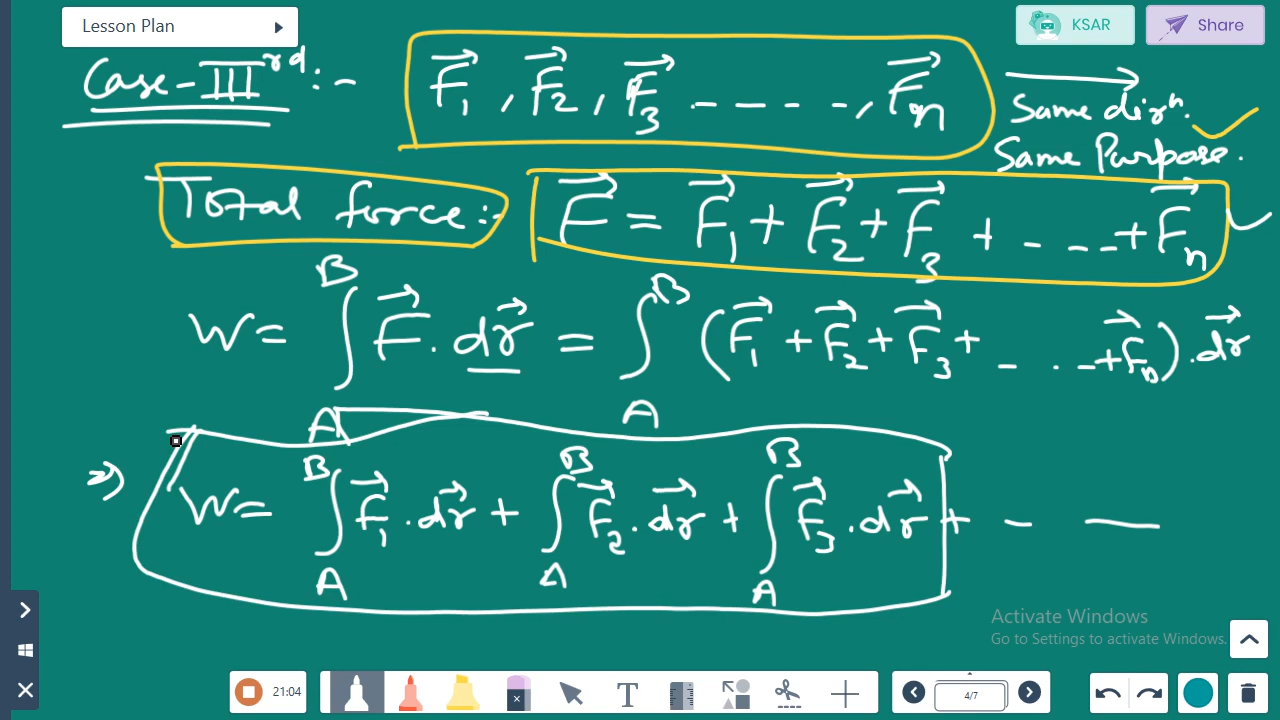 Lesson Plan
KSAR
Share
Case-IIIrd:- F⃗1, F⃗2, F⃗3 - - - - -, F⃗n
Same dirn.
Same Purpose.
Total force:- F⃗ = F⃗1 + F⃗2 + F⃗3 + - - - - + F⃗n
W = ∫_A^B F⃗ . dr⃗ = ∫_A^B (F⃗1 + F⃗2 + F⃗3 + - . . - + F⃗n) . dr⃗
⇒ W = ∫_A^B F⃗1 . dr⃗ + ∫_A^B F⃗2 . dr⃗ + ∫_A^B F⃗3 . dr⃗ + - —
Activate Windows
Go to Settings to activate Windows.
21:04
T
4/7